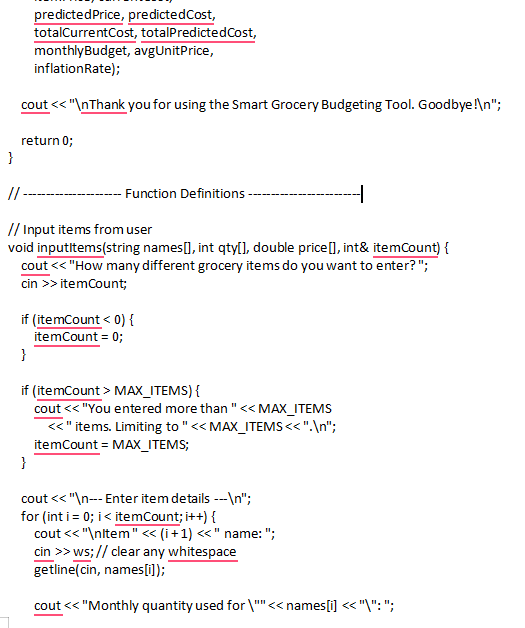 predictedPrice, predictedCost,
totalCurrentCost, totalPredictedCost,
monthlyBudget, avgUnitPrice,
inflationRate);
cout << "\nThank you for using the Smart Grocery Budgeting Tool. Goodbye!\n";
return 0;
}
// ----------------------- Function Definitions --------------------------
// Input items from user
void inputItems(string names[], int qty[], double price[], int& itemCount) {
cout << "How many different grocery items do you want to enter? ";
cin >> itemCount;
if (itemCount < 0) {
itemCount = 0;
}
if (itemCount > MAX_ITEMS) {
cout << "You entered more than " << MAX_ITEMS
<< " items. Limiting to " << MAX_ITEMS << ".\n";
itemCount = MAX_ITEMS;
}
cout << "\n--- Enter item details ---\n";
for (int i = 0; i < itemCount; i++) {
cout << "\nItem " << (i + 1) << " name: ";
cin >> ws; // clear any whitespace
getline(cin, names[i]);
cout << "Monthly quantity used for \"" << names[i] << "\": ";